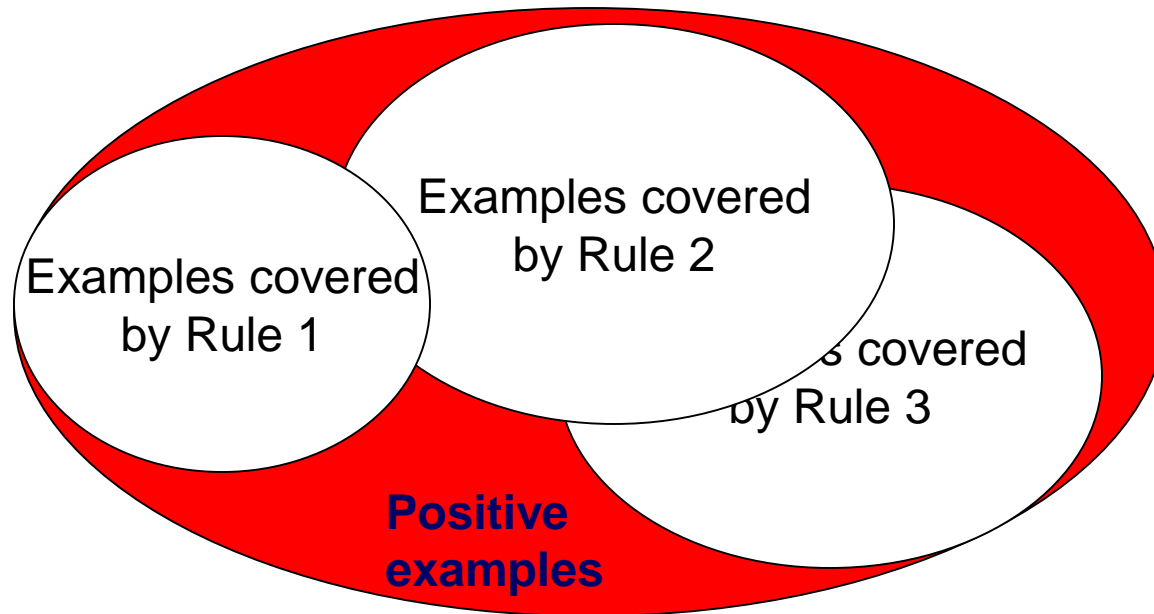 Examples covered
by Rule 2
Examples covered
by Rule 1
covered
by Rule 3
Positive
examples